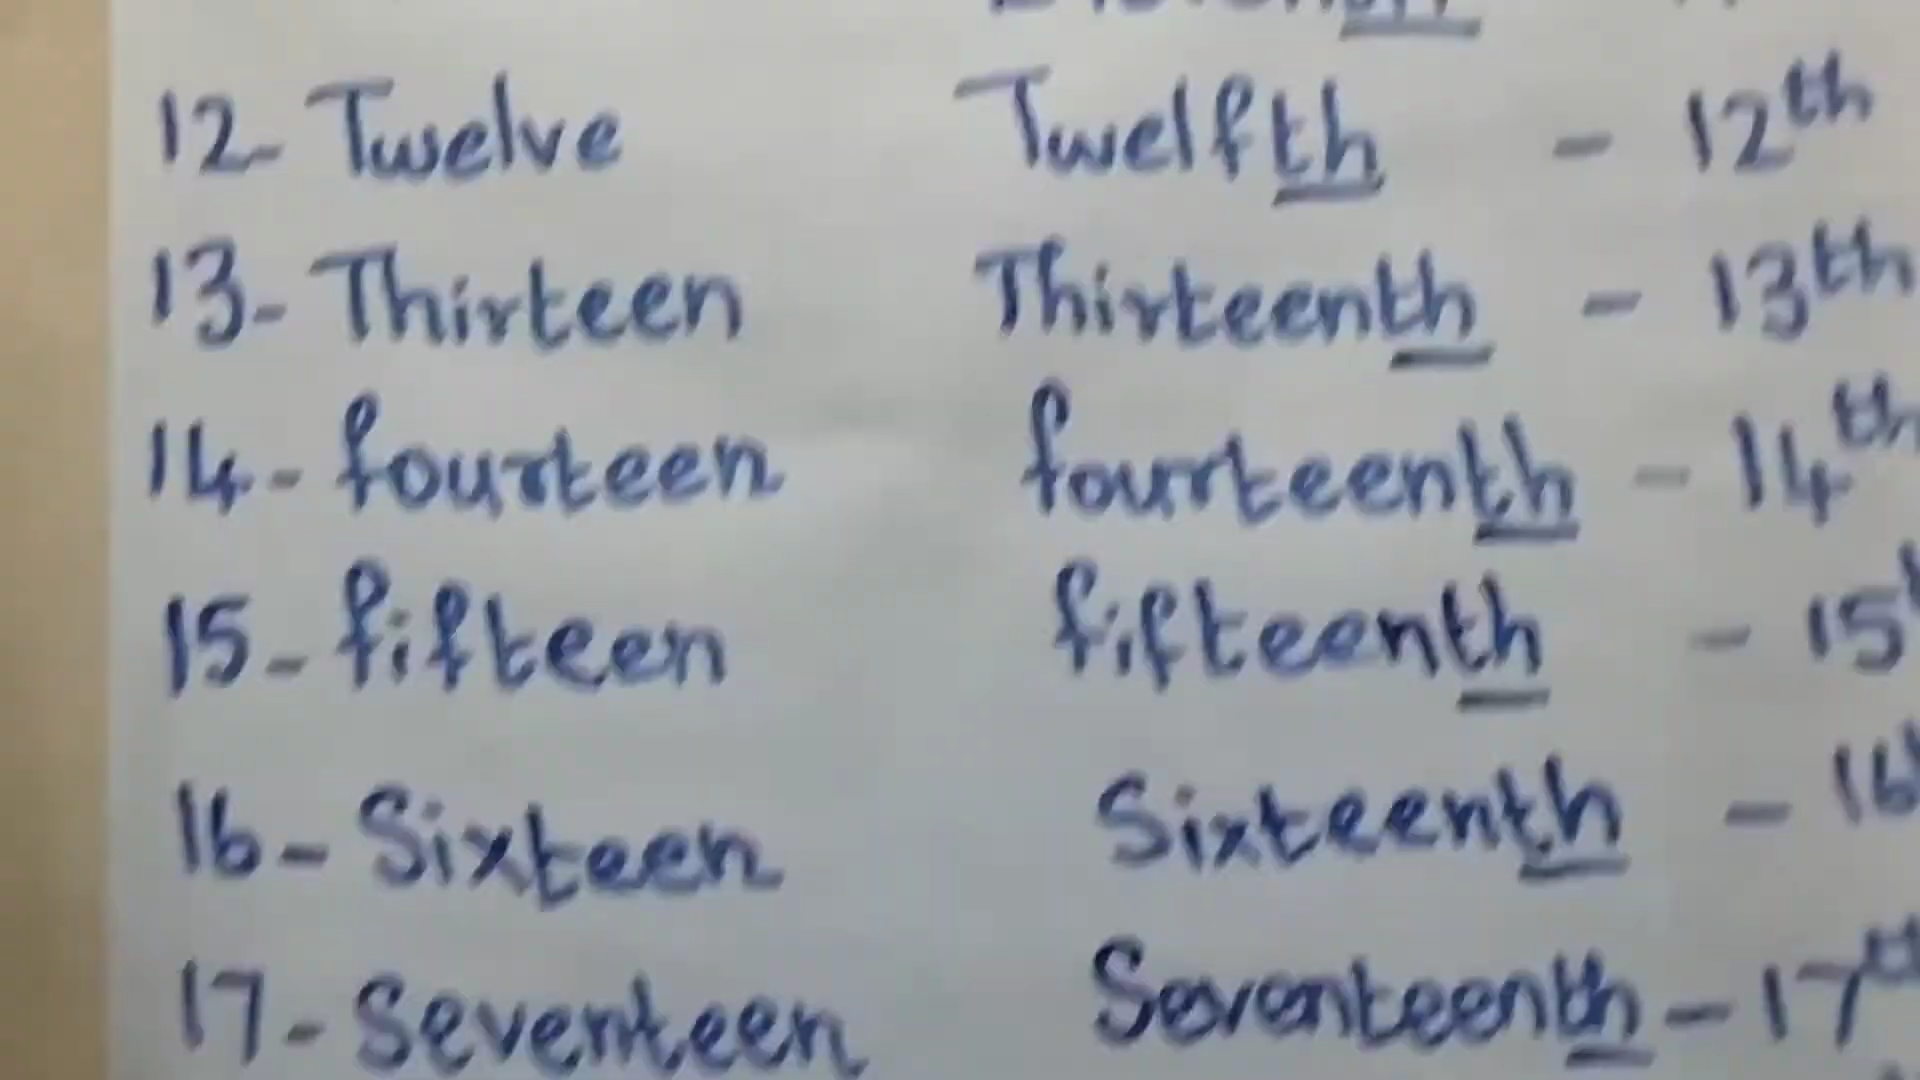 12- Twelve Twelfth - 12th
13- Thirteen Thirteenth - 13th
14- fourteen fourteenth - 14th
15- fifteen fifteenth - 15
16- Sixteen Sixteenth - 16
17- Seventeen Seventeenth - 17th